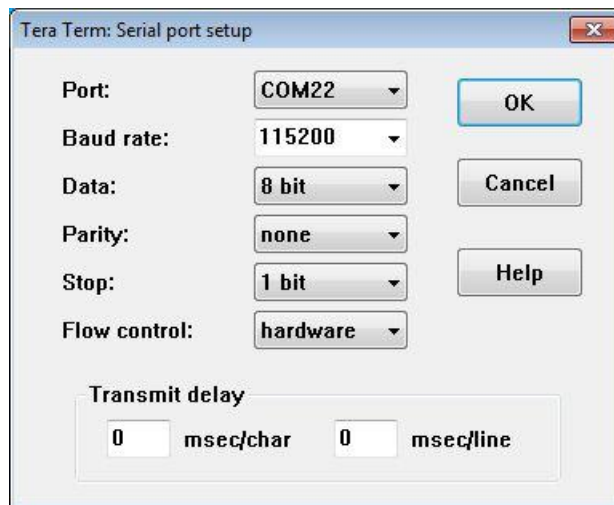 Tera Term: Serial port setup
Port: COM22
OK
Baud rate: 115200
Data: 8 bit
Cancel
Parity: none
Stop: 1 bit
Help
Flow control: hardware
Transmit delay
0 msec/char 0 msec/line